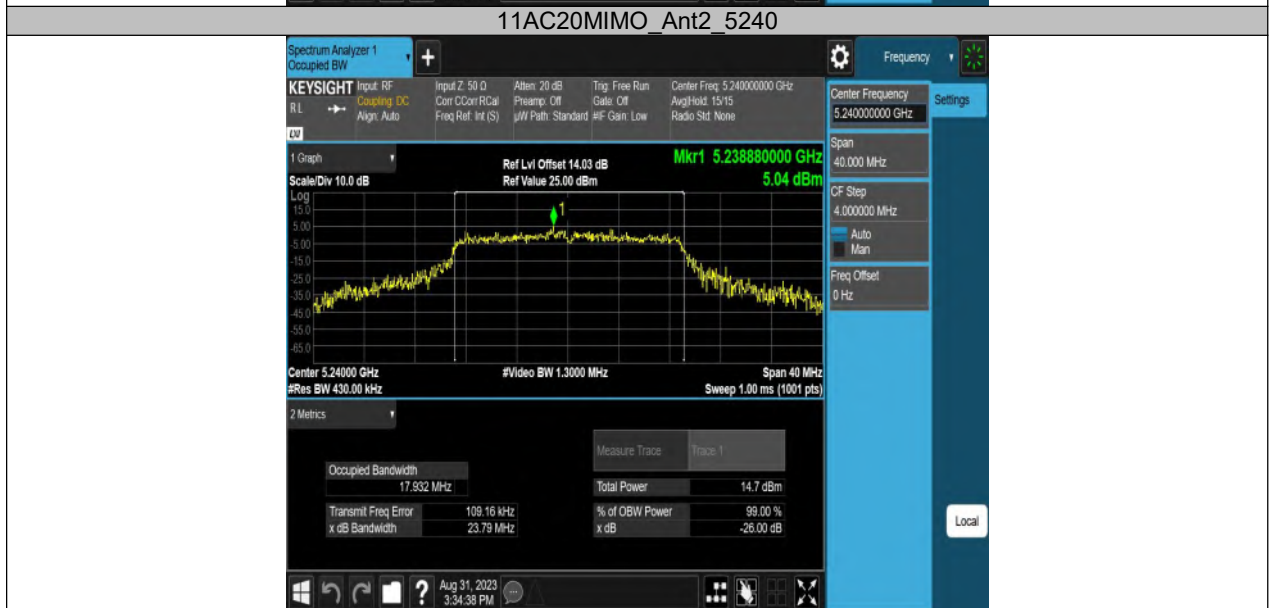 11AC20MIMO_Ant2_5240
Spectrum Analyzer 1
Occupied BW
+
Frequency
KEYSIGHT Input: RF Input Z: 50 Ω Atten: 20 dB Trig: Free Run Center Freq: 5.240000000 GHz
RL Coupling: DC Corr CCorr RCal Preamp: Off Gate: Off Avg|Hold: 15/15
Align: Auto Freq Ref: Int (S) µW Path: Standard #IF Gain: Low Radio Std: None
LXI
Center Frequency
5.240000000 GHz
Settings
Span
40.000 MHz
CF Step
4.000000 MHz
Auto
Man
Freq Offset
0 Hz
1 Graph
Ref Lvl Offset 14.03 dB
Mkr1 5.238880000 GHz
Scale/Div 10.0 dB
Ref Value 25.00 dBm
5.04 dBm
Log
15.0
5.00
-5.00
-15.0
-25.0
-35.0
-45.0
-55.0
-65.0
1
Center 5.24000 GHz #Video BW 1.3000 MHz Span 40 MHz
#Res BW 430.00 kHz Sweep 1.00 ms (1001 pts)
2 Metrics
Measure Trace Trace 1
Occupied Bandwidth
17.932 MHz
Total Power 14.7 dBm
Transmit Freq Error 109.16 kHz % of OBW Power 99.00 %
x dB Bandwidth 23.79 MHz x dB -26.00 dB
Local
? Aug 31, 2023
3:34:38 PM